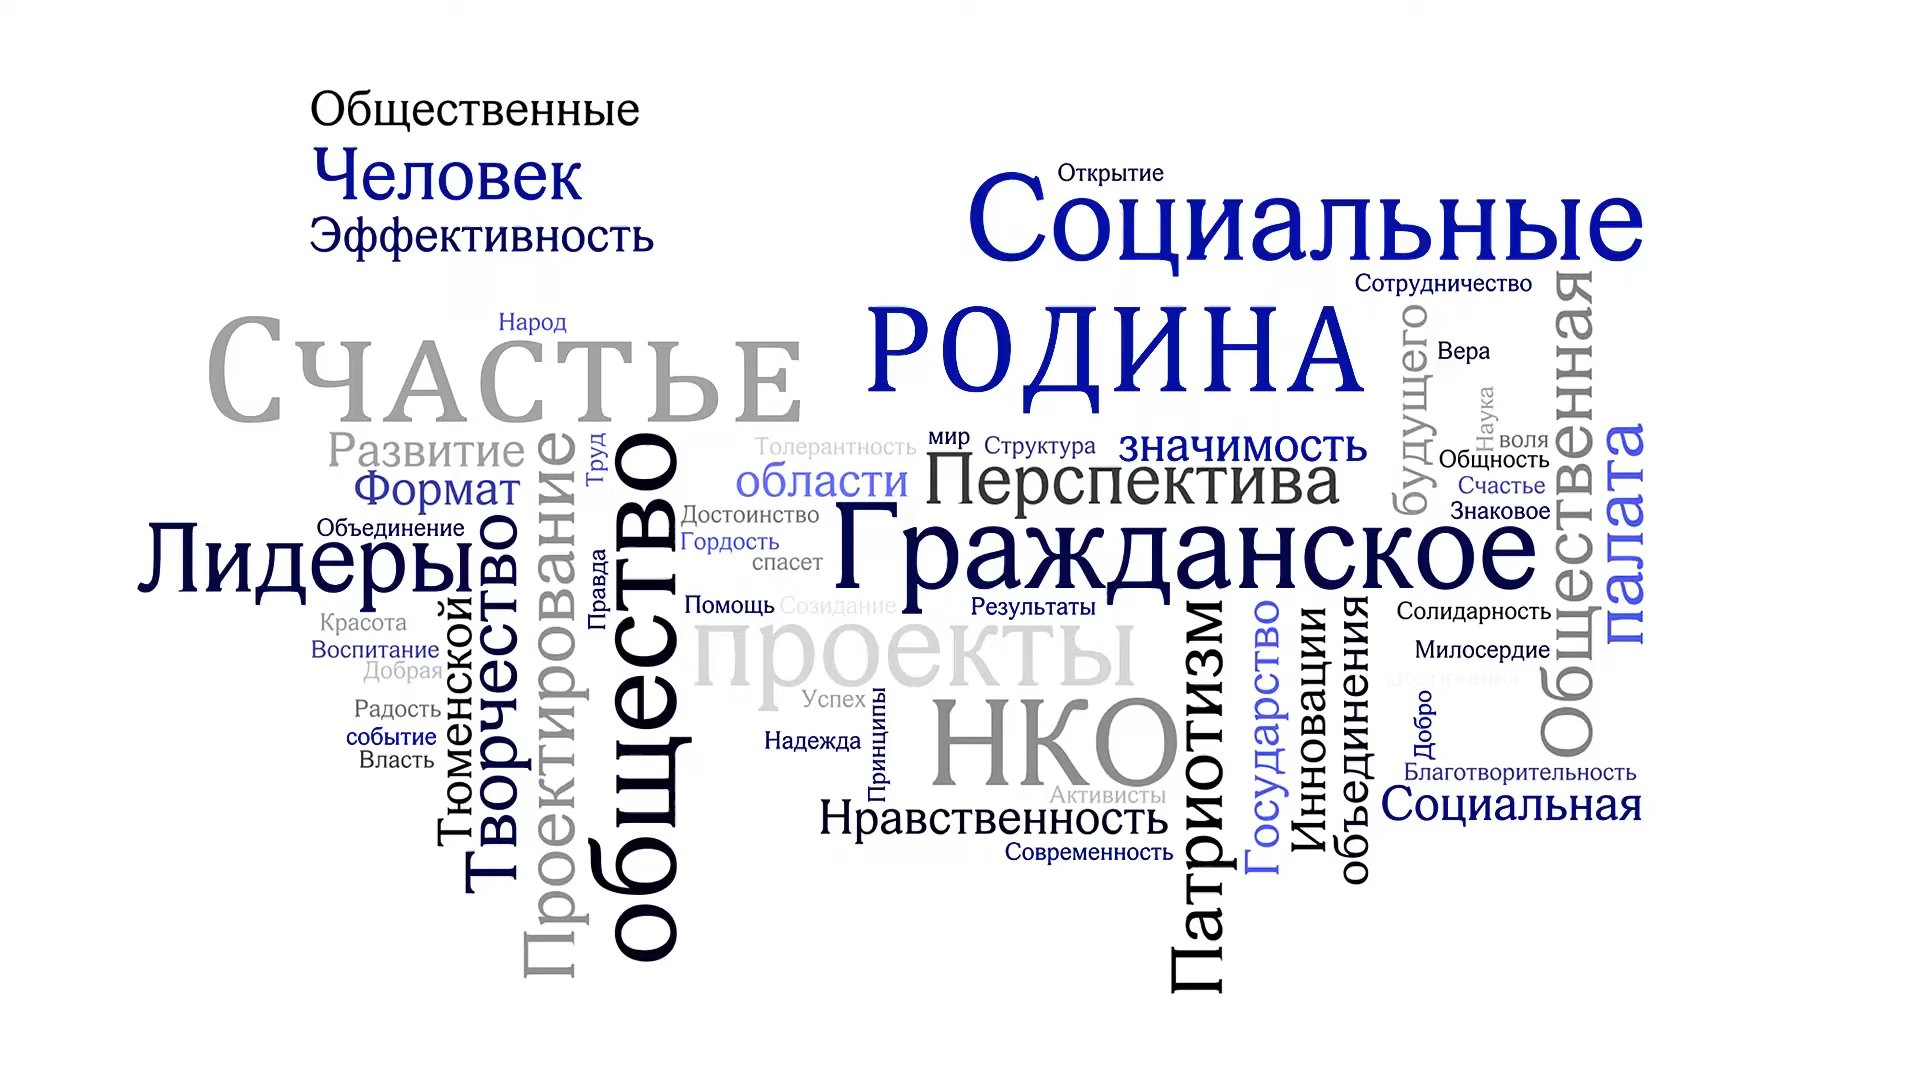 Общественные
Человек
Эффективность
Открытие
Социальные
Сотрудничество
Народ
Счастье
РОДИНА
будущего
Вера
Наука
Общественная
палата
Развитие
Формат
Проектирование
Труд
общество
Толерантность
мир
Структура
значимость
воля
Общность
области
Перспектива
Счастье
Знаковое
Объединение
Лидеры
Творчество
Достоинство
Гордость
спасет
Гражданское
Правда
Помощь
Созидание
Результаты
Солидарность
Красота
Воспитание
Добрая
Тюменской
проекты
Патриотизм
Государство
Инновации
объединения
Милосердие
Радость
событие
Власть
Успех
Надежда
Принципы
НКО
Добро
Активисты
Благотворительность
Нравственность
Социальная
Современность